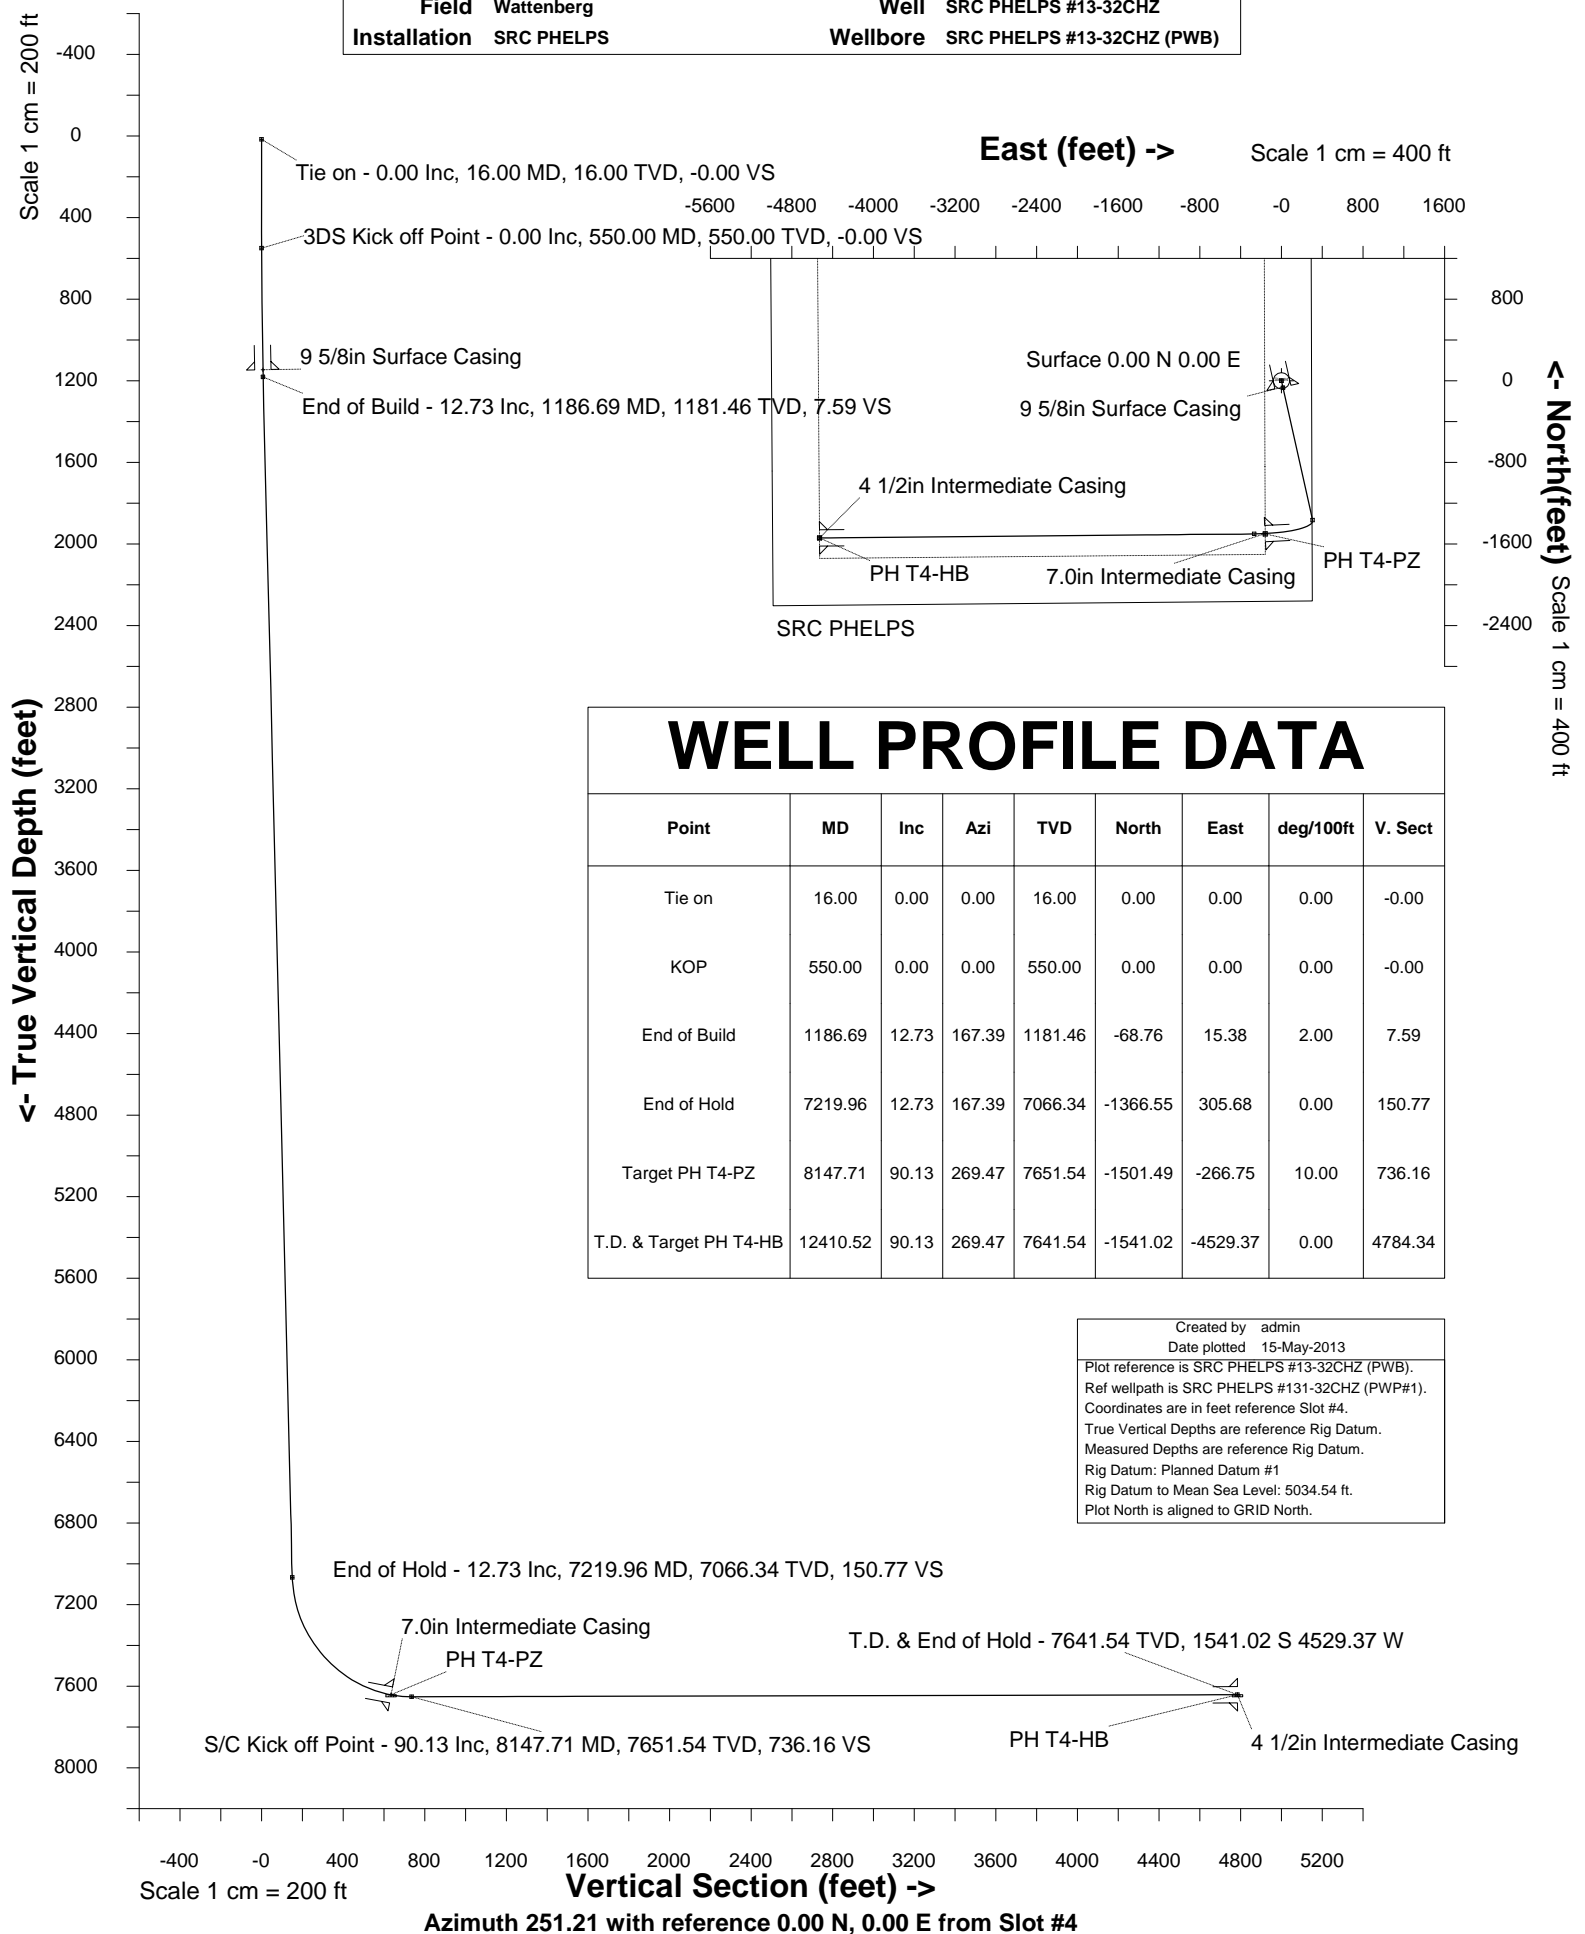 Field Wattenberg Well SRC PHELPS #13-32CHZ
Installation SRC PHELPS Wellbore SRC PHELPS #13-32CHZ (PWB)
Scale 1 cm = 200 ft
<- True Vertical Depth (feet)
-400
0
400
800
1200
1600
2000
2400
2800
3200
3600
4000
4400
4800
5200
5600
6000
6400
6800
7200
7600
8000
Tie on - 0.00 Inc, 16.00 MD, 16.00 TVD, -0.00 VS
3DS Kick off Point - 0.00 Inc, 550.00 MD, 550.00 TVD, -0.00 VS
9 5/8in Surface Casing
End of Build - 12.73 Inc, 1186.69 MD, 1181.46 TVD, 7.59 VS
East (feet) -> Scale 1 cm = 400 ft
-5600 -4800 -4000 -3200 -2400 -1600 -800 -0 800 1600
800
0
-800
-1600
-2400
<- North(feet) Scale 1 cm = 400 ft
Surface 0.00 N 0.00 E
9 5/8in Surface Casing
4 1/2in Intermediate Casing
PH T4-HB
7.0in Intermediate Casing
PH T4-PZ
SRC PHELPS
WELL PROFILE DATA
Point MD Inc Azi TVD North East deg/100ft V. Sect
Tie on 16.00 0.00 0.00 16.00 0.00 0.00 0.00 -0.00
KOP 550.00 0.00 0.00 550.00 0.00 0.00 0.00 -0.00
End of Build 1186.69 12.73 167.39 1181.46 -68.76 15.38 2.00 7.59
End of Hold 7219.96 12.73 167.39 7066.34 -1366.55 305.68 0.00 150.77
Target PH T4-PZ 8147.71 90.13 269.47 7651.54 -1501.49 -266.75 10.00 736.16
T.D. & Target PH T4-HB 12410.52 90.13 269.47 7641.54 -1541.02 -4529.37 0.00 4784.34
Created by admin
Date plotted 15-May-2013
Plot reference is SRC PHELPS #13-32CHZ (PWB).
Ref wellpath is SRC PHELPS #131-32CHZ (PWP#1).
Coordinates are in feet reference Slot #4.
True Vertical Depths are reference Rig Datum.
Measured Depths are reference Rig Datum.
Rig Datum: Planned Datum #1
Rig Datum to Mean Sea Level: 5034.54 ft.
Plot North is aligned to GRID North.
End of Hold - 12.73 Inc, 7219.96 MD, 7066.34 TVD, 150.77 VS
7.0in Intermediate Casing
PH T4-PZ
T.D. & End of Hold - 7641.54 TVD, 1541.02 S 4529.37 W
S/C Kick off Point - 90.13 Inc, 8147.71 MD, 7651.54 TVD, 736.16 VS
PH T4-HB
4 1/2in Intermediate Casing
-400 -0 400 800 1200 1600 2000 2400 2800 3200 3600 4000 4400 4800 5200
Scale 1 cm = 200 ft
Vertical Section (feet) ->
Azimuth 251.21 with reference 0.00 N, 0.00 E from Slot #4